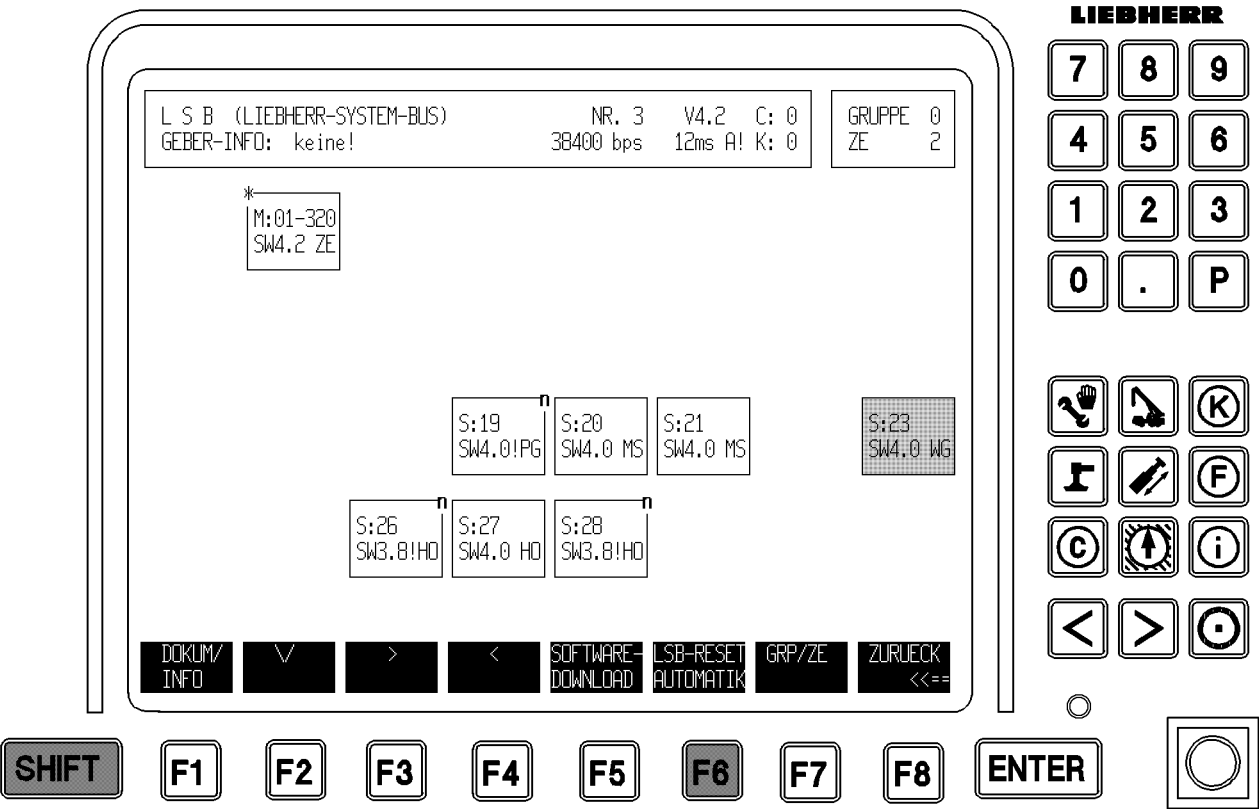 LIEBHERR
L S B (LIEBHERR-SYSTEM-BUS) NR. 3 V4.2 C: 0
GEBER-INFO: keine! 38400 bps 12ms A! K: 0
GRUPPE 0
ZE 2
*
M:01-320
SW4.2 ZE
n
S:19
SW4.0!PG
S:20
SW4.0 MS
S:21
SW4.0 MS
S:23
SW4.0 WG
n
S:26
SW3.8!HO
S:27
SW4.0 HO
n
S:28
SW3.8!HO
DOKUM/
INFO
\/
>
<
SOFTWARE-
DOWNLOAD
LSB-RESET
AUTOMATIK
GRP/ZE
ZURUECK
<<==
7 8 9
4 5 6
1 2 3
0 . P
K
F
C i
< >
SHIFT F1 F2 F3 F4 F5 F6 F7 F8 ENTER